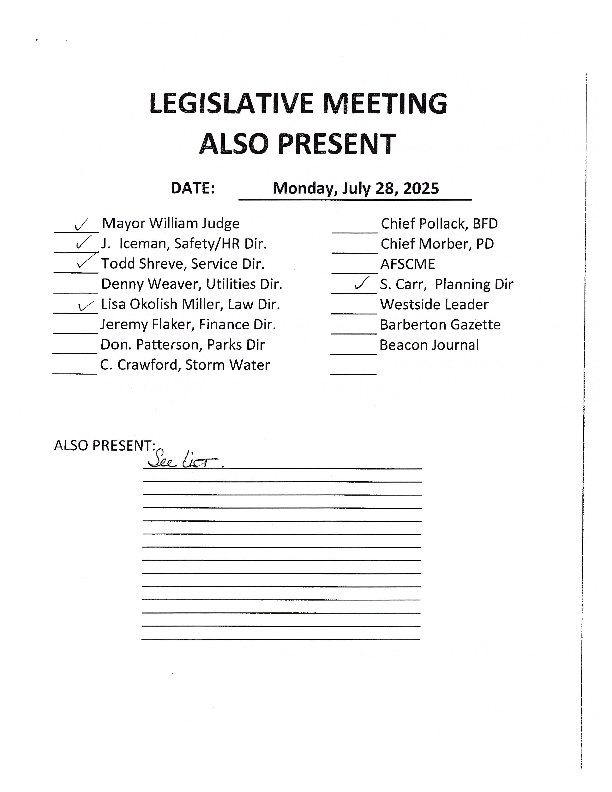 LEGISLATIVE MEETING
ALSO PRESENT
DATE: Monday, July 28, 2025
✓ Mayor William Judge
✓ J. Iceman, Safety/HR Dir.
✓ Todd Shreve, Service Dir.
Denny Weaver, Utilities Dir.
✓ Lisa Okolish Miller, Law Dir.
Jeremy Flaker, Finance Dir.
Don. Patterson, Parks Dir
C. Crawford, Storm Water
Chief Pollack, BFD
Chief Morber, PD
AFSCME
✓ S. Carr, Planning Dir
Westside Leader
Barberton Gazette
Beacon Journal
ALSO PRESENT:
See List.